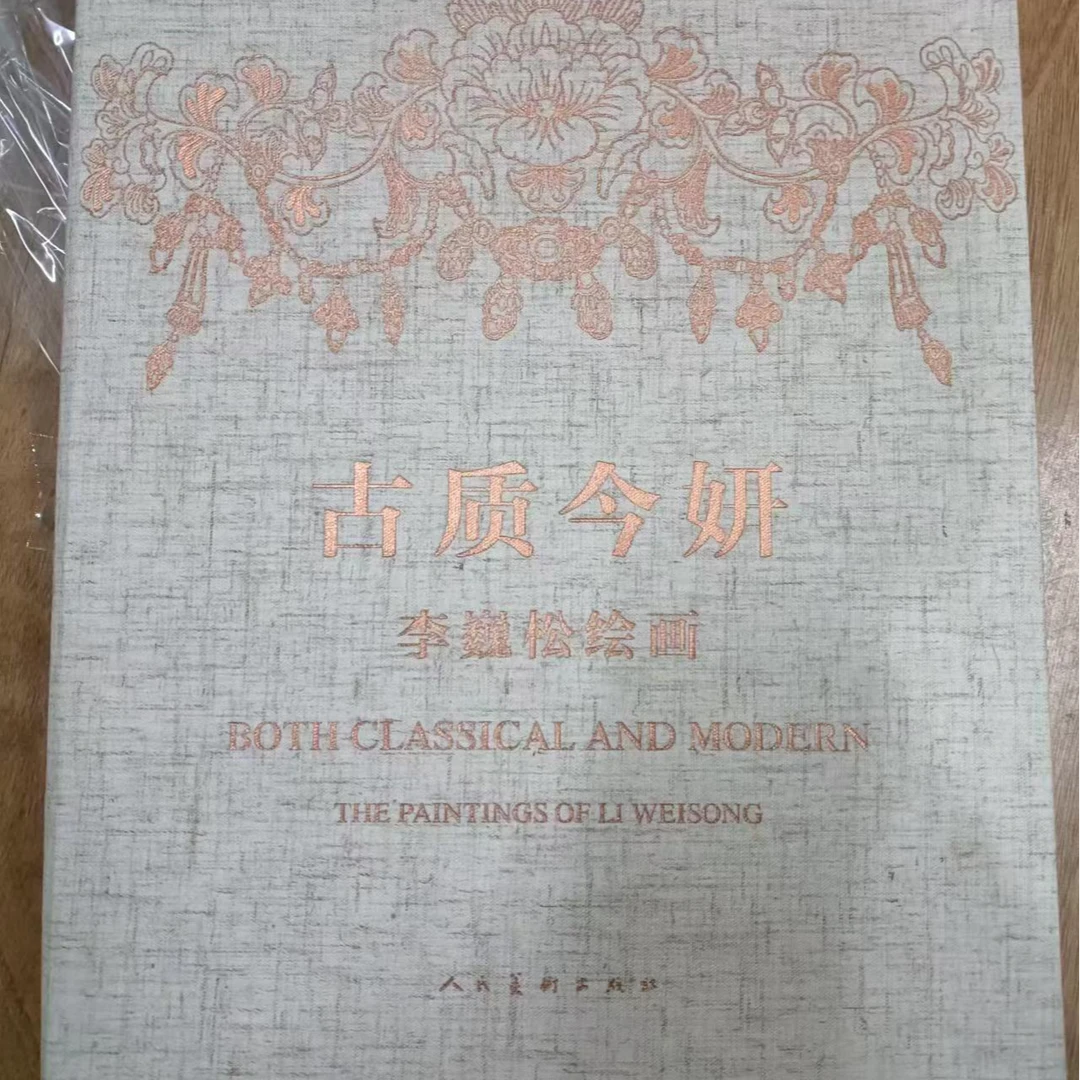 古质今妍
李巍松绘画
BOTH CLASSICAL AND MODERN
THE PAINTINGS OF LI WEISONG
人民美术出版社